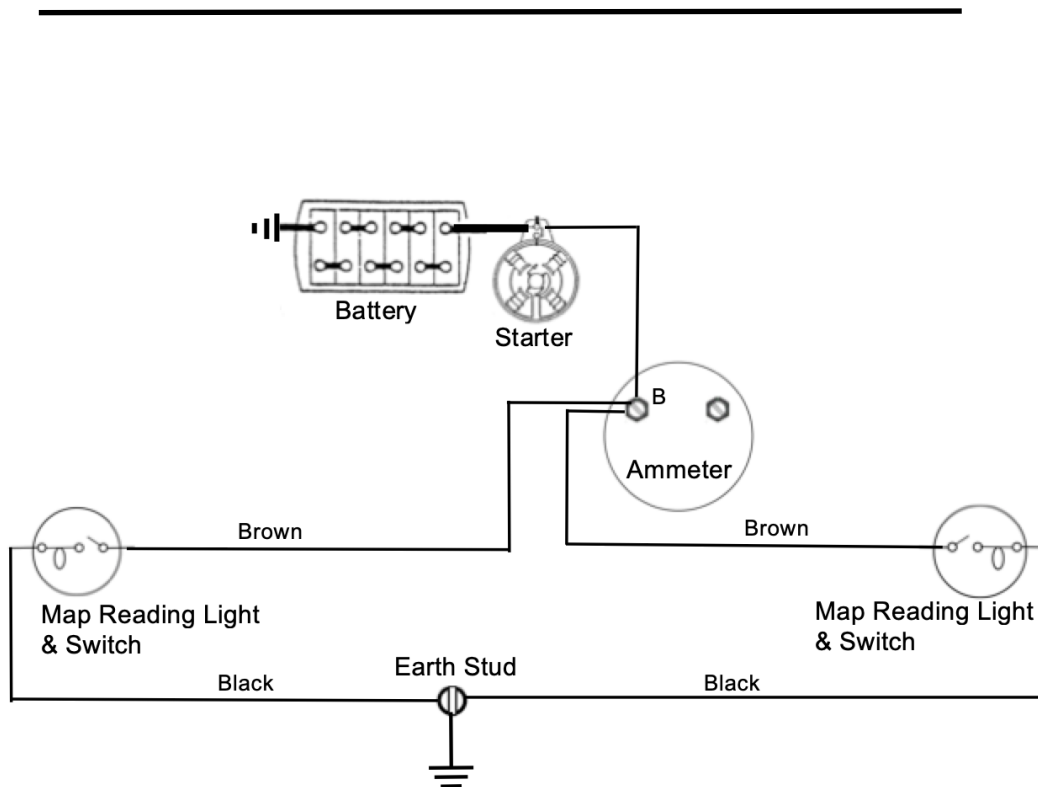 Battery
Starter
B
Ammeter
Brown
Brown
Map Reading Light
& Switch
Map Reading Light
& Switch
Earth Stud
Black
Black